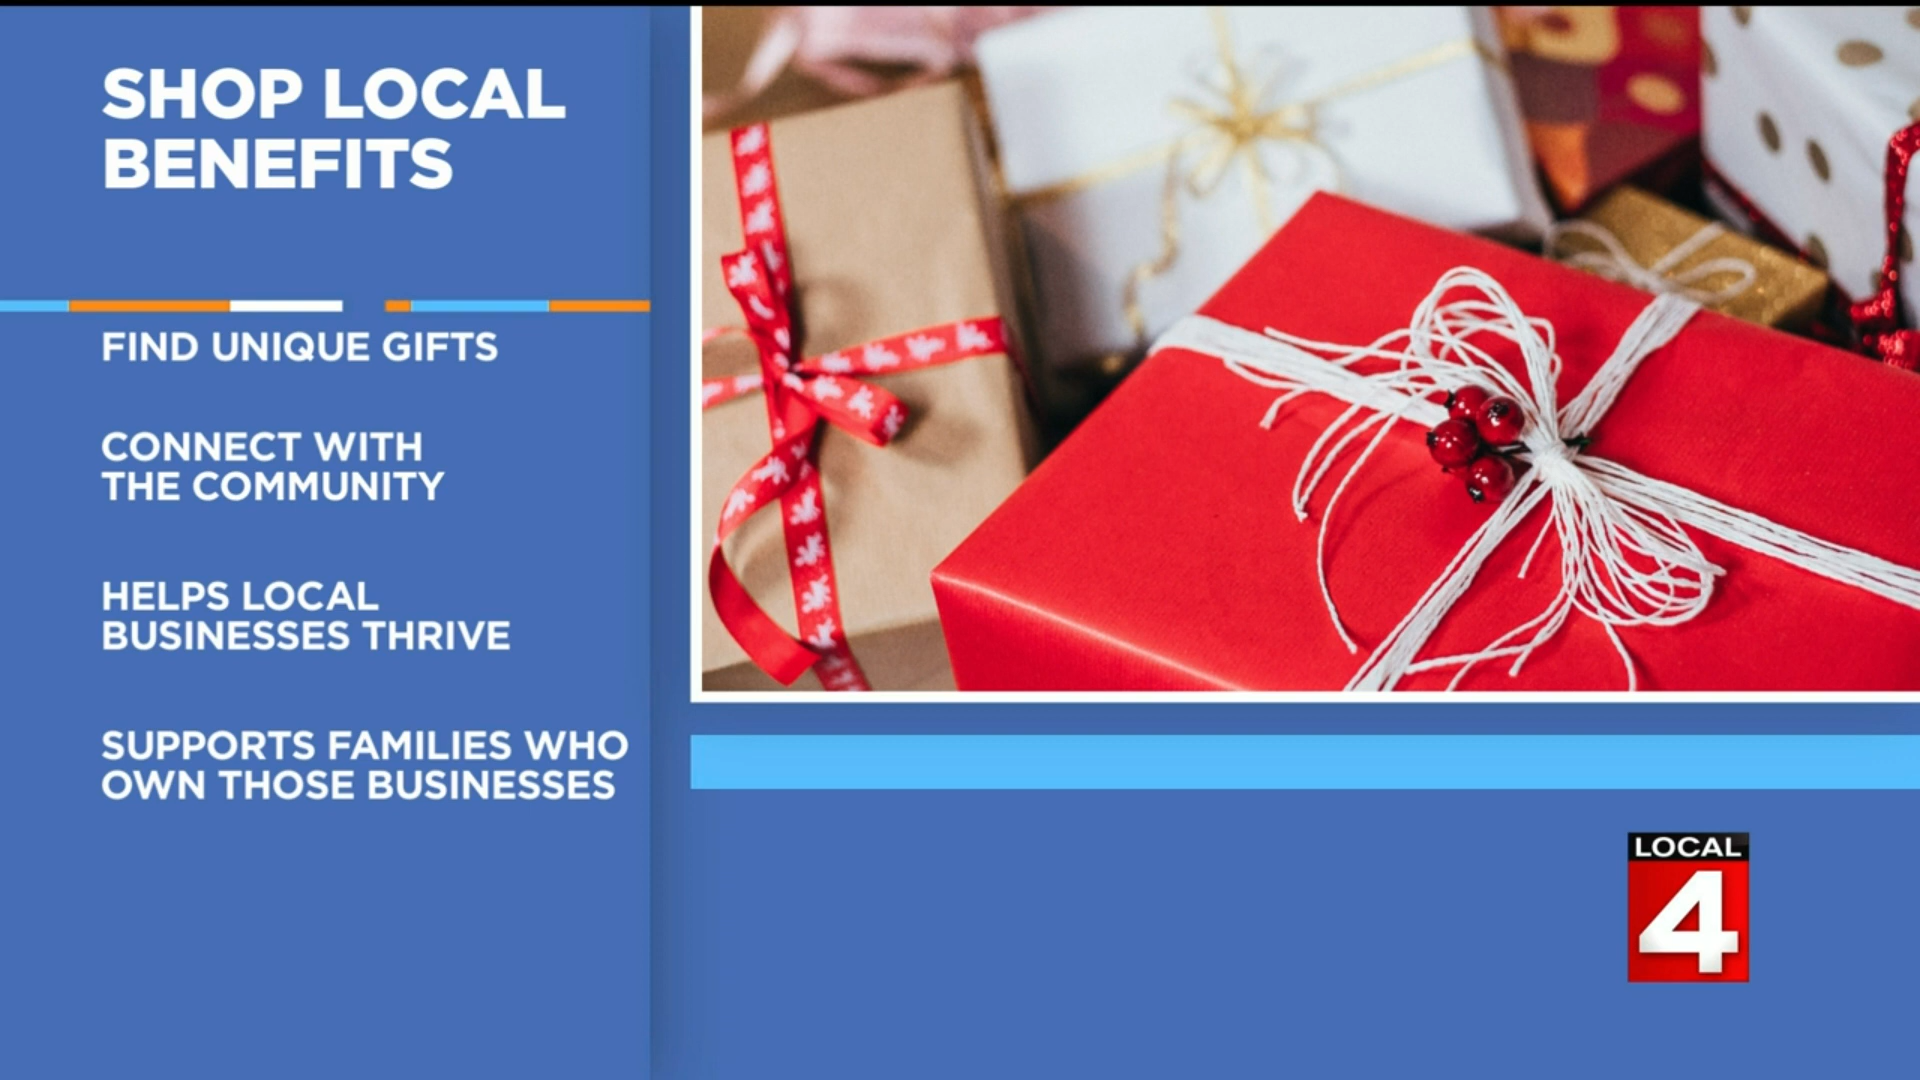 SHOP LOCAL
BENEFITS
FIND UNIQUE GIFTS
CONNECT WITH
THE COMMUNITY
HELPS LOCAL
BUSINESSES THRIVE
SUPPORTS FAMILIES WHO
OWN THOSE BUSINESSES
LOCAL
4